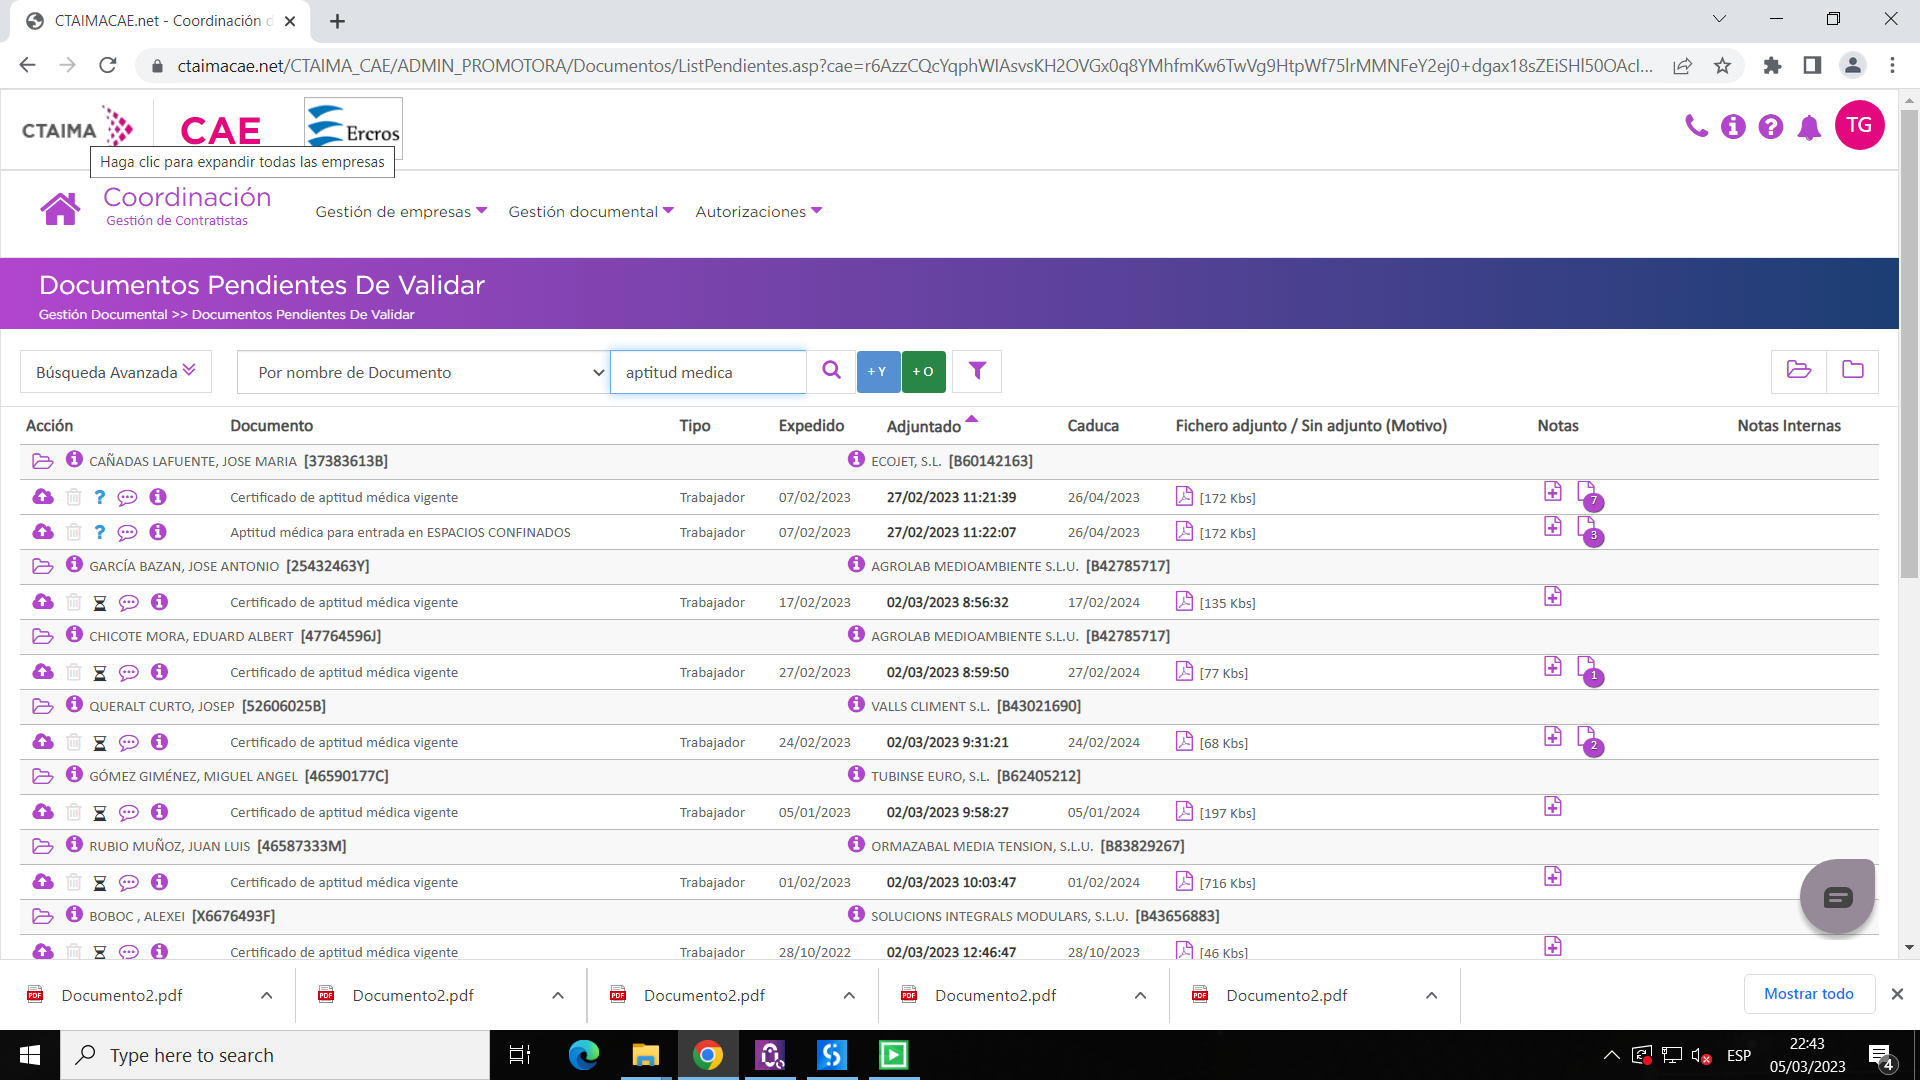 CTAIMACAE.net - Coordinación d
ctaimacae.net/CTAIMA_CAE/ADMIN_PROMOTORA/Documentos/ListPendientes.asp?cae=r6AzzCQcYqphWIAsvsKH2OVGx0q8YMhfmKw6TwVg9HtpWf75lrMMNFeY2ej0+dgax18sZEiSHl50OAcI...
CTAIMA CAE Ercros TG
Haga clic para expandir todas las empresas
Coordinación
Gestión de Contratistas
Gestión de empresas Gestión documental Autorizaciones
Documentos Pendientes De Validar
Gestión Documental >> Documentos Pendientes De Validar
Búsqueda Avanzada Por nombre de Documento aptitud medica + Y + O
Acción Documento Tipo Expedido Adjuntado Caduca Fichero adjunto / Sin adjunto (Motivo) Notas Notas Internas
CAÑADAS LAFUENTE, JOSE MARIA [37383613B] ECOJET, S.L. [B60142163]
Certificado de aptitud médica vigente Trabajador 07/02/2023 27/02/2023 11:21:39 26/04/2023 [172 Kbs] 7
Aptitud médica para entrada en ESPACIOS CONFINADOS Trabajador 07/02/2023 27/02/2023 11:22:07 26/04/2023 [172 Kbs] 3
GARCÍA BAZAN, JOSE ANTONIO [25432463Y] AGROLAB MEDIOAMBIENTE S.L.U. [B42785717]
Certificado de aptitud médica vigente Trabajador 17/02/2023 02/03/2023 8:56:32 17/02/2024 [135 Kbs]
CHICOTE MORA, EDUARD ALBERT [47764596J] AGROLAB MEDIOAMBIENTE S.L.U. [B42785717]
Certificado de aptitud médica vigente Trabajador 27/02/2023 02/03/2023 8:59:50 27/02/2024 [77 Kbs] 1
QUERALT CURTO, JOSEP [52606025B] VALLS CLIMENT S.L. [B43021690]
Certificado de aptitud médica vigente Trabajador 24/02/2023 02/03/2023 9:31:21 24/02/2024 [68 Kbs] 2
GÓMEZ GIMÉNEZ, MIGUEL ANGEL [46590177C] TUBINSE EURO, S.L. [B62405212]
Certificado de aptitud médica vigente Trabajador 05/01/2023 02/03/2023 9:58:27 05/01/2024 [197 Kbs]
RUBIO MUÑOZ, JUAN LUIS [46587333M] ORMAZABAL MEDIA TENSION, S.L.U. [B83829267]
Certificado de aptitud médica vigente Trabajador 01/02/2023 02/03/2023 10:03:47 01/02/2024 [716 Kbs]
BOBOC , ALEXEI [X6676493F] SOLUCIONS INTEGRALS MODULARS, S.L.U. [B43656883]
Certificado de aptitud médica vigente Trabajador 28/10/2022 02/03/2023 12:46:47 28/10/2023 [46 Kbs]
Documento2.pdf Documento2.pdf Documento2.pdf Documento2.pdf Documento2.pdf Mostrar todo
Type here to search ESP 22:43
05/03/2023 4